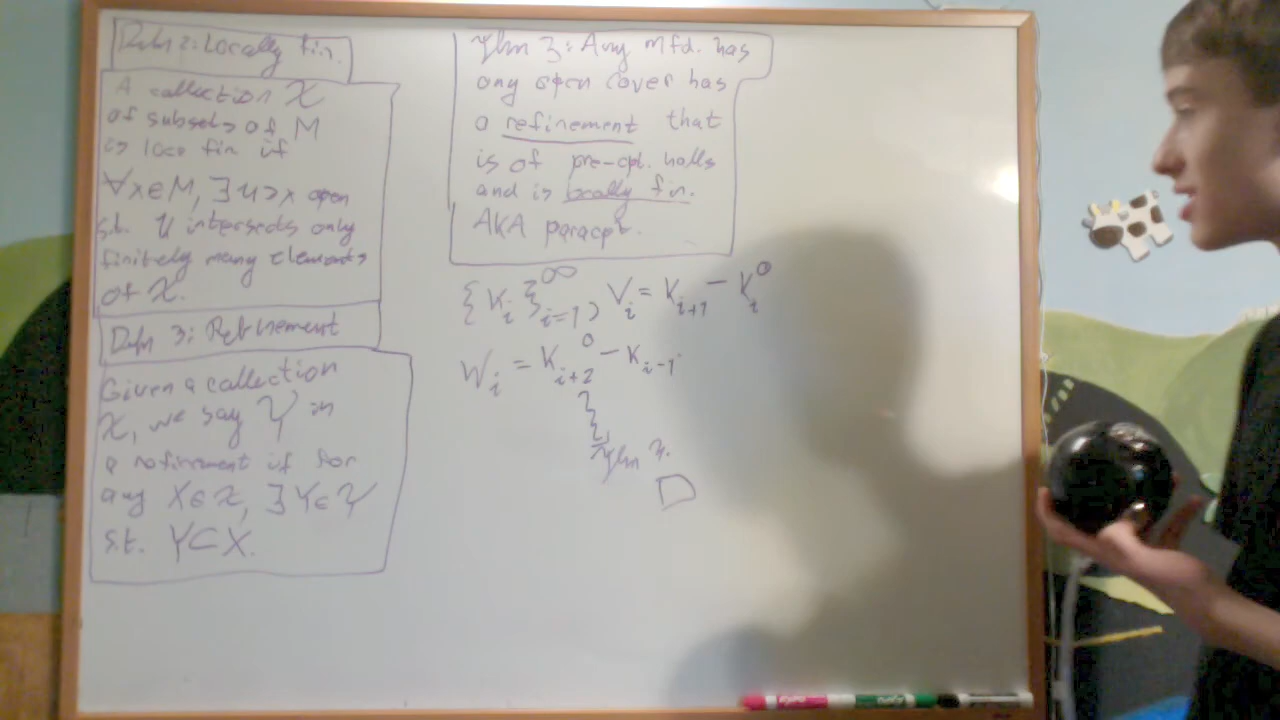 Defn 2: Locally fin.
A collection 𝒳
of subsets of M
is loca fin if
∀x∈M, ∃U∋x open
s.t. U intersects only
finitely many elements
of 𝒳.
Defn 3: Refinement
Given a collection
𝒳, we say 𝒴 is
a refinement if for
any X∈𝒳, ∃Y∈𝒴
s.t. Y⊂X.
Thm 3: Any mfd. has
any open cover has
a refinement that
is of pre-cpt. balls
and is locally fin.
AKA paracpt.
{K_i}_{i=1}^∞, V_i = K_{i+1} - K_i^o
W_i = K_{i+2}^o - K_{i-1}.
Thm
□